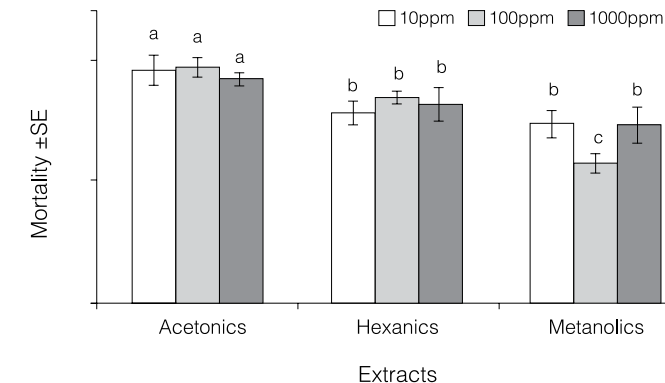 10ppm 100ppm 1000ppm
a a a
b b b
b c b
Mortality ±SE
Acetonics Hexanics Metanolics
Extracts